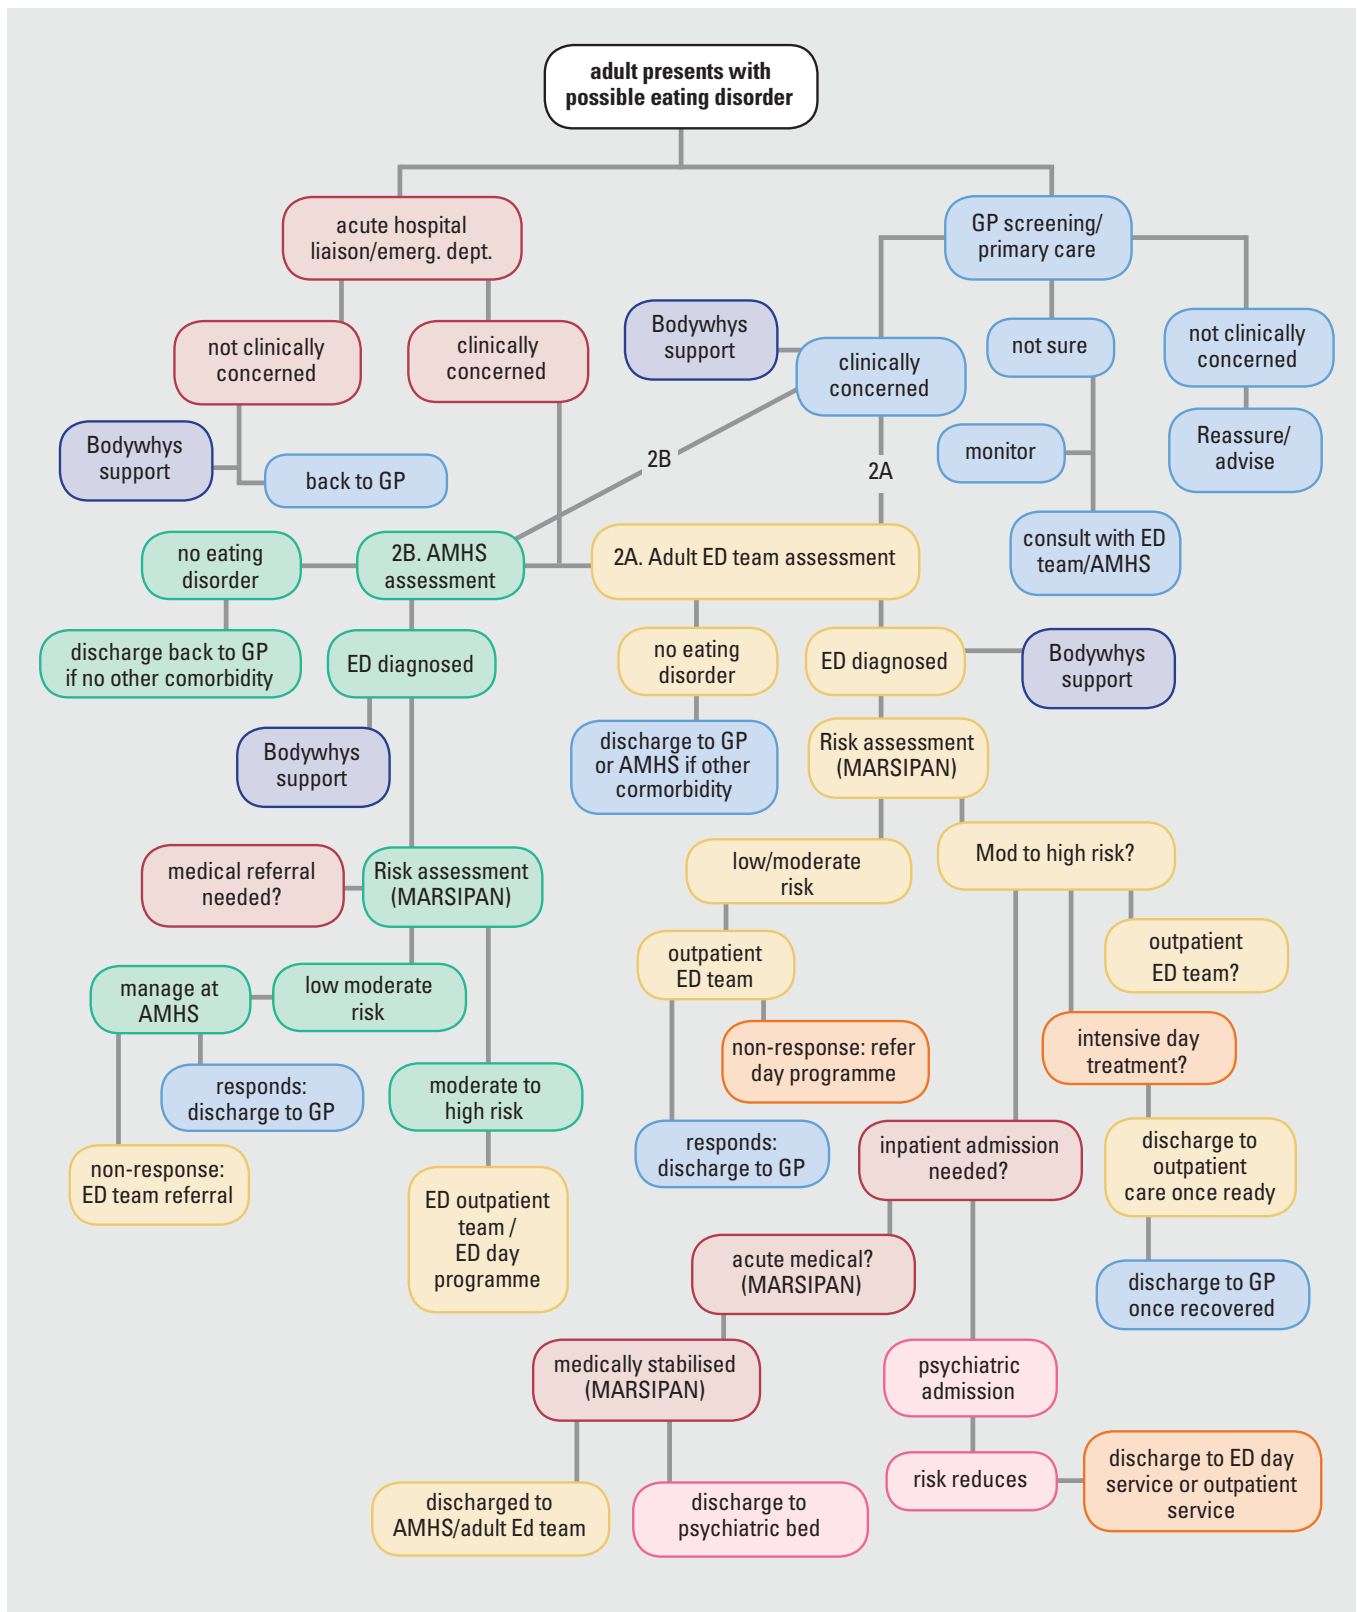 adult presents with
possible eating disorder
acute hospital
liaison/emerg. dept.
GP screening/
primary care
not clinically
concerned
clinically
concerned
Bodywhys
support
clinically
concerned
not sure
not clinically
concerned
Bodywhys
support
back to GP
2B
2A
monitor
Reassure/
advise
consult with ED
team/AMHS
no eating
disorder
2B. AMHS
assessment
2A. Adult ED team assessment
discharge back to GP
if no other comorbidity
ED diagnosed
no eating
disorder
ED diagnosed
Bodywhys
support
Bodywhys
support
discharge to GP
or AMHS if other
cormorbidity
Risk assessment
(MARSIPAN)
medical referral
needed?
Risk assessment
(MARSIPAN)
low/moderate
risk
Mod to high risk?
manage at
AMHS
low moderate
risk
outpatient
ED team
outpatient
ED team?
non-response: refer
day programme
intensive day
treatment?
responds:
discharge to GP
moderate to
high risk
non-response:
ED team referral
ED outpatient
team /
ED day
programme
responds:
discharge to GP
inpatient admission
needed?
discharge to
outpatient
care once ready
acute medical?
(MARSIPAN)
discharge to GP
once recovered
medically stabilised
(MARSIPAN)
psychiatric
admission
discharged to
AMHS/adult Ed team
discharge to
psychiatric bed
risk reduces
discharge to ED day
service or outpatient
service